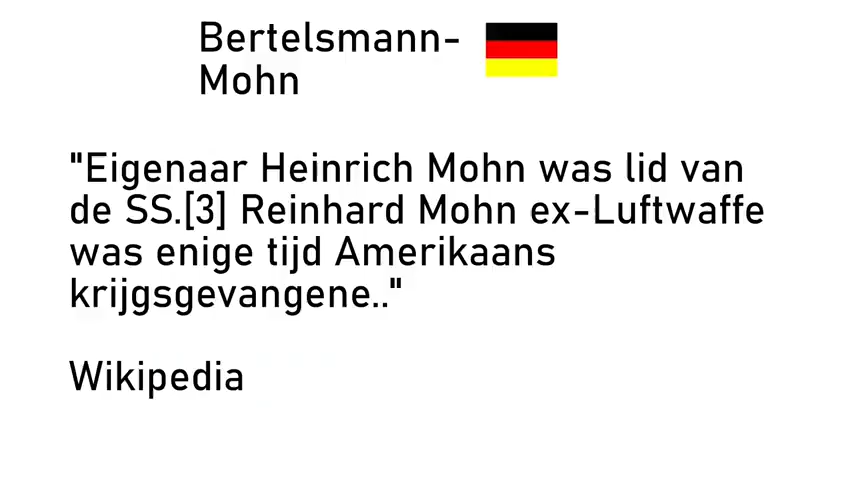 Bertelsmann-
Mohn
"Eigenaar Heinrich Mohn was lid van
de SS.[3] Reinhard Mohn ex-Luftwaffe
was enige tijd Amerikaans
krijgsgevangene.."
Wikipedia